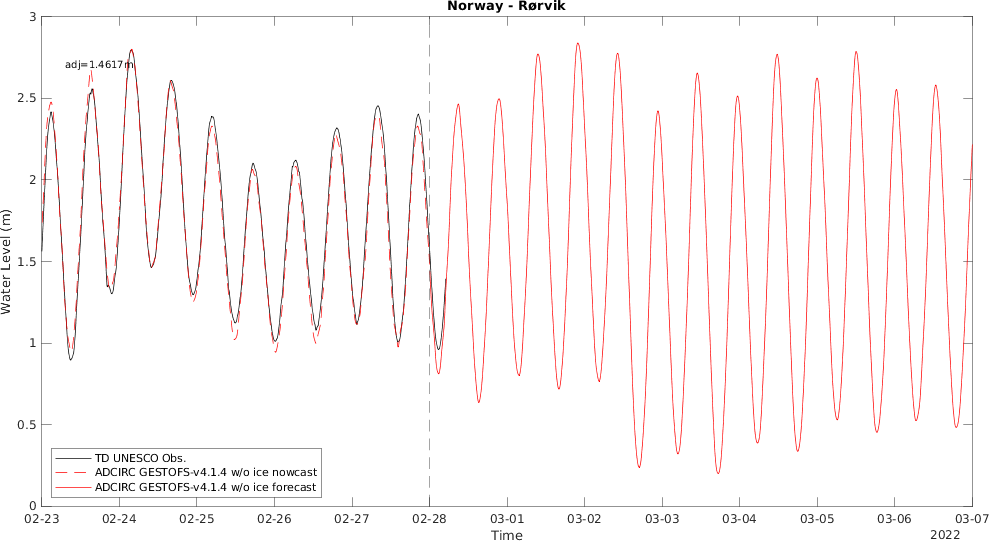 Norway - Rørvik
3
adj=1.4617m
2.5
2
1.5
1
0.5
0
Water Level (m)
TD UNESCO Obs.
ADCIRC GESTOFS-v4.1.4 w/o ice nowcast
ADCIRC GESTOFS-v4.1.4 w/o ice forecast
02-23 02-24 02-25 02-26 02-27 02-28 03-01 03-02 03-03 03-04 03-05 03-06 03-07
Time
2022